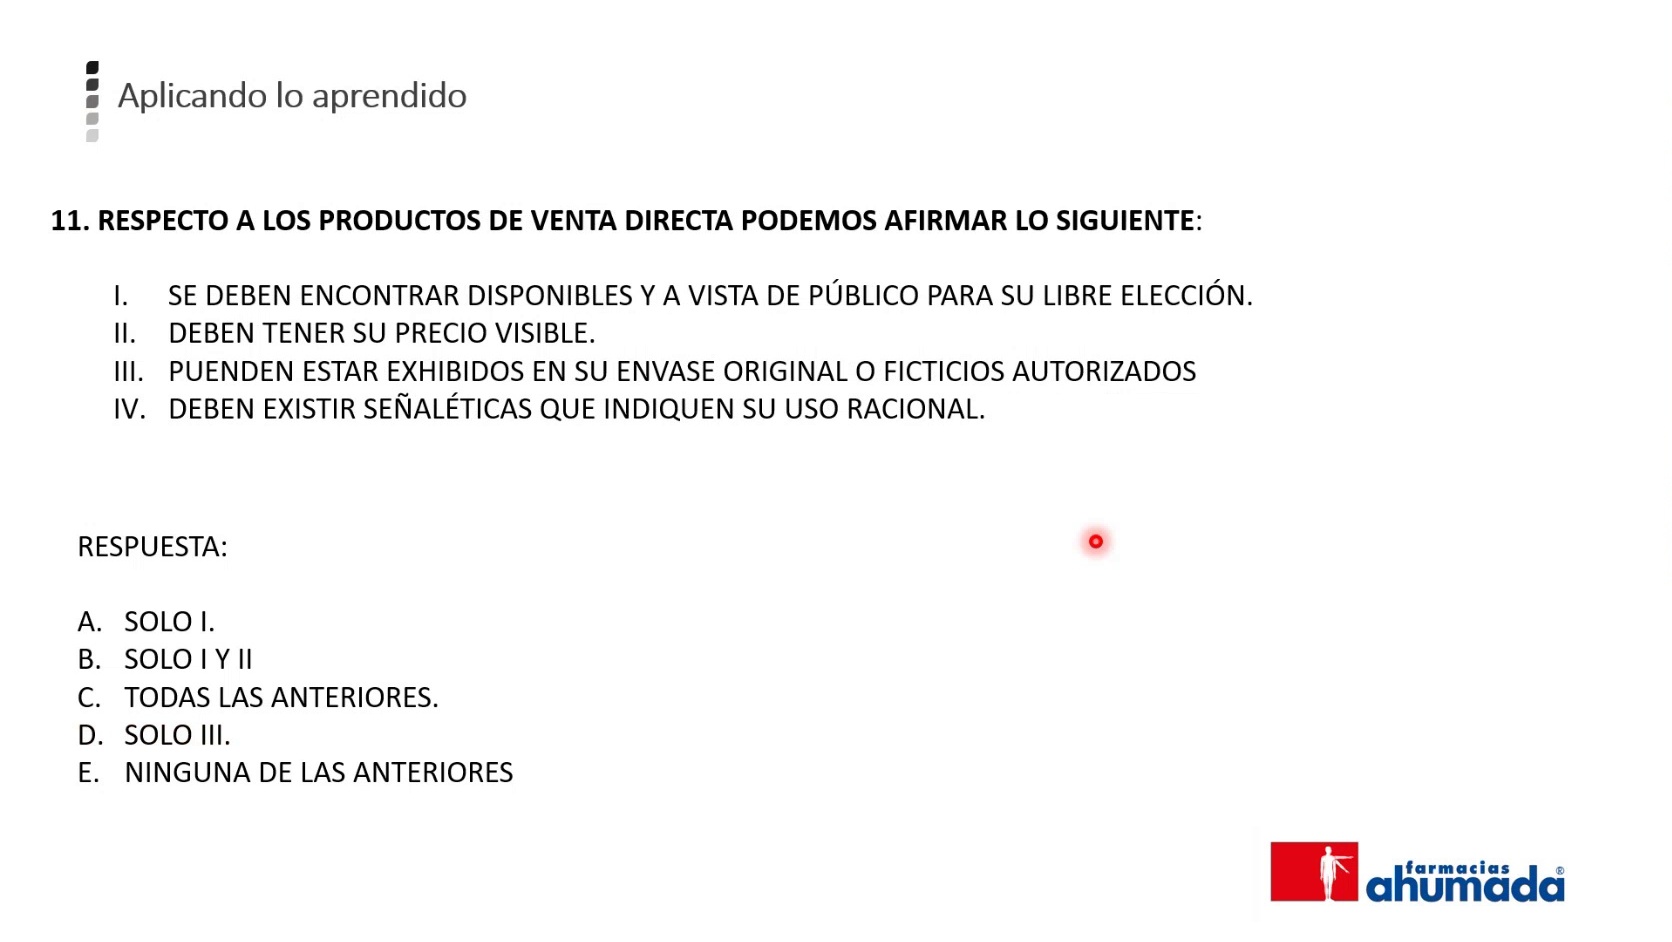 Aplicando lo aprendido
11. RESPECTO A LOS PRODUCTOS DE VENTA DIRECTA PODEMOS AFIRMAR LO SIGUIENTE:
I. SE DEBEN ENCONTRAR DISPONIBLES Y A VISTA DE PÚBLICO PARA SU LIBRE ELECCIÓN.
II. DEBEN TENER SU PRECIO VISIBLE.
III. PUENDEN ESTAR EXHIBIDOS EN SU ENVASE ORIGINAL O FICTICIOS AUTORIZADOS
IV. DEBEN EXISTIR SEÑALÉTICAS QUE INDIQUEN SU USO RACIONAL.
RESPUESTA:
A. SOLO I.
B. SOLO I Y II
C. TODAS LAS ANTERIORES.
D. SOLO III.
E. NINGUNA DE LAS ANTERIORES
farmacias
ahumada®